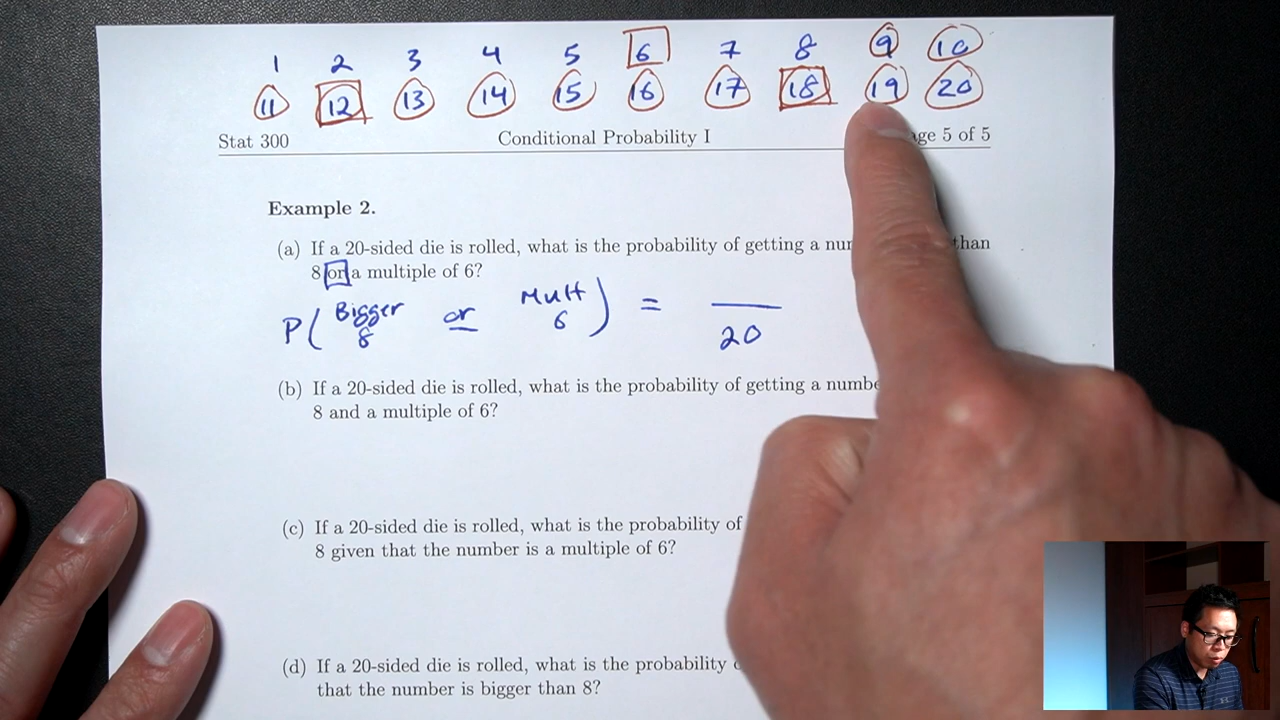 1 2 3 4 5 6 7 8 9 10
11 12 13 14 15 16 17 18 19 20
Stat 300 Conditional Probability I 5 of 5
Example 2.
(a) If a 20-sided die is rolled, what is the probability of getting a than
8 or a multiple of 6?
P( Bigger 8 or Mult 6 ) = 20
(b) If a 20-sided die is rolled, what is the probability of getting a
8 and a multiple of 6?
(c) If a 20-sided die is rolled, what is the probability of
8 given that the number is a multiple of 6?
(d) If a 20-sided die is rolled, what is the probability
that the number is bigger than 8?